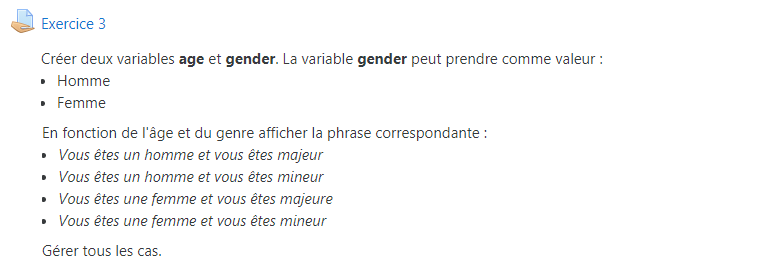 Exercice 3
Créer deux variables age et gender. La variable gender peut prendre comme valeur :
• Homme
• Femme
En fonction de l'âge et du genre afficher la phrase correspondante :
• Vous êtes un homme et vous êtes majeur
• Vous êtes un homme et vous êtes mineur
• Vous êtes une femme et vous êtes majeure
• Vous êtes une femme et vous êtes mineur
Gérer tous les cas.